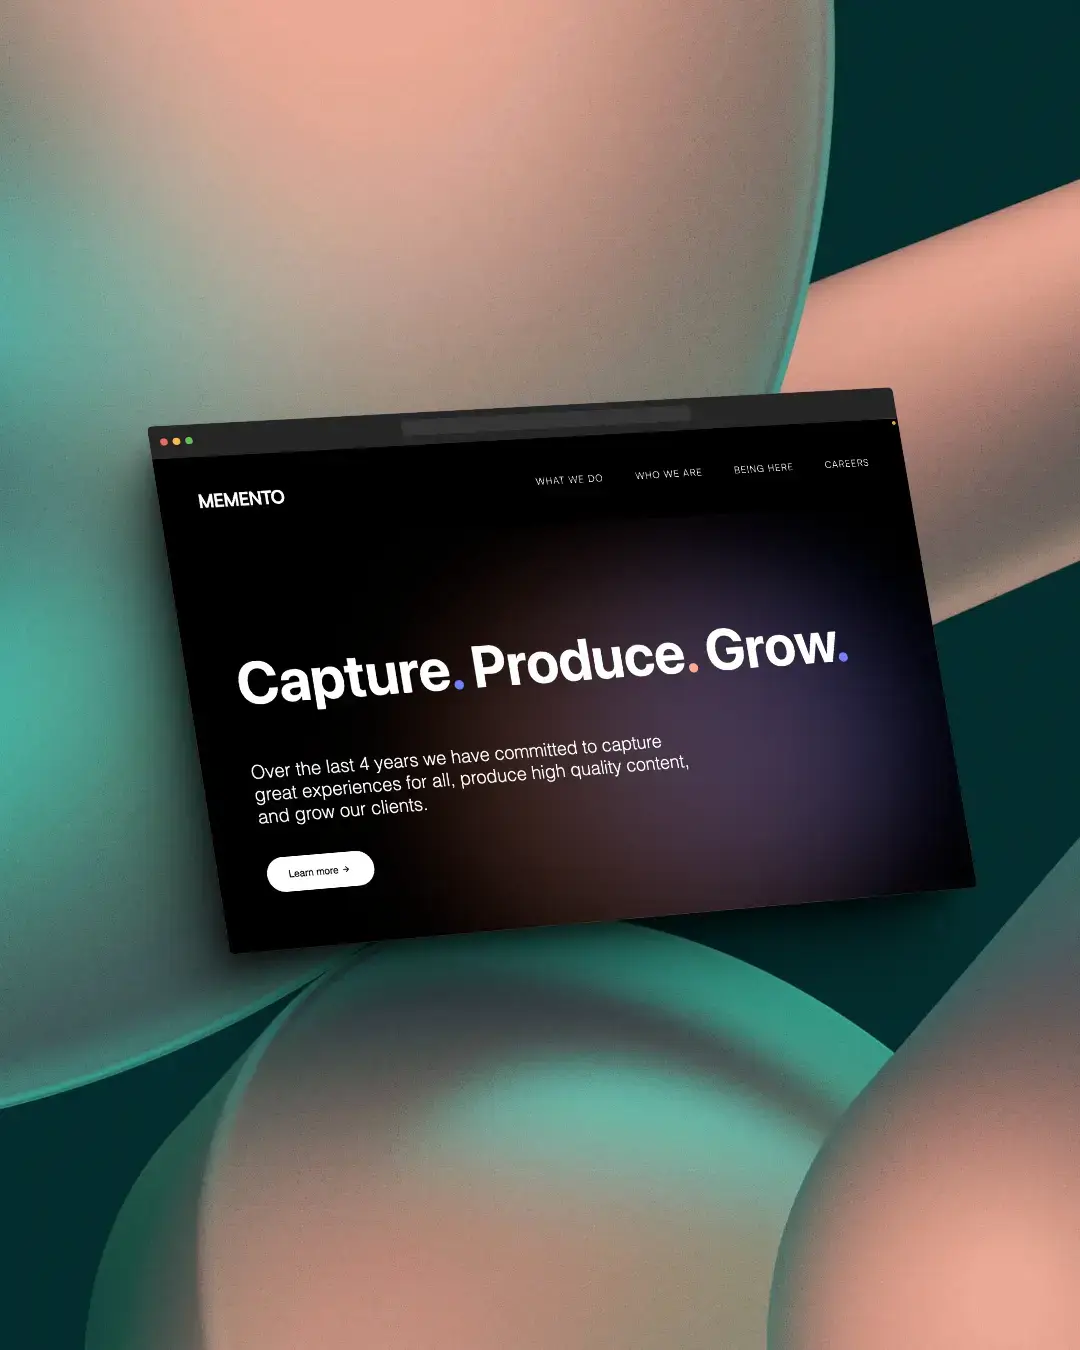 MEMENTO
WHAT WE DO WHO WE ARE BEING HERE CAREERS
Capture. Produce. Grow.
Over the last 4 years we have committed to capture
great experiences for all, produce high quality content,
and grow our clients.
Learn more →